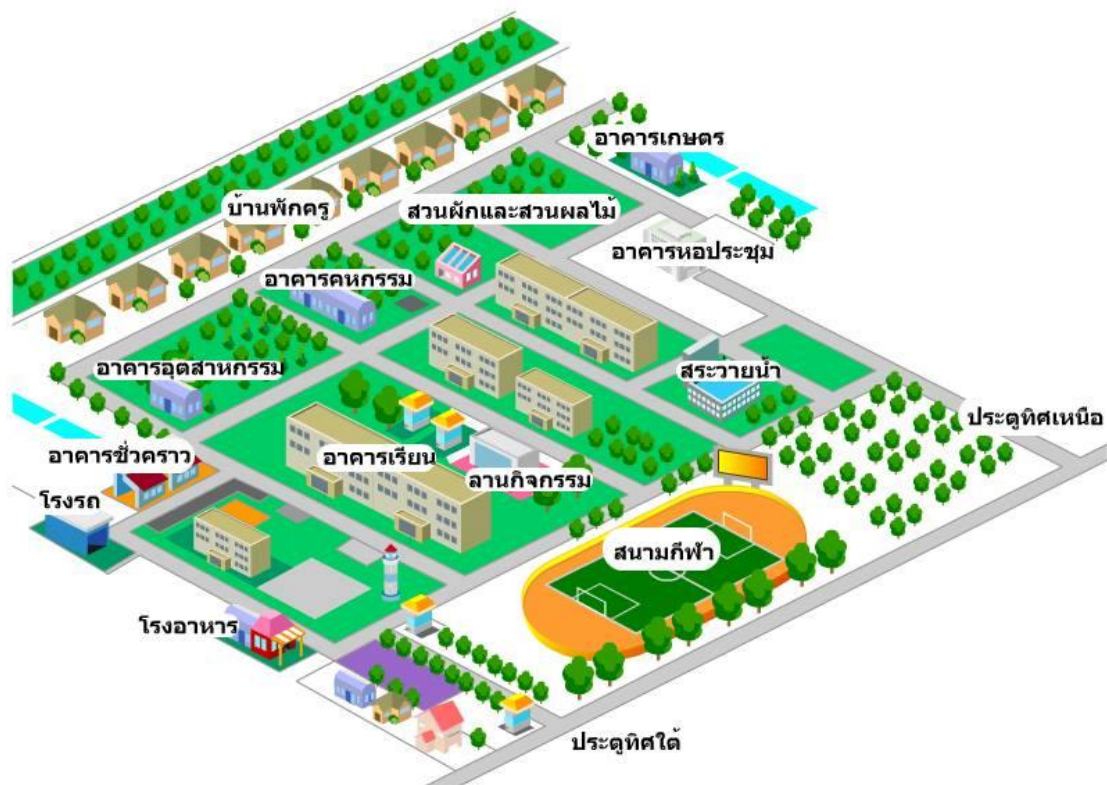 อาคารเกษตร
บ้านพักครู
สวนผักและสวนผลไม้
อาคารหอประชุม
อาคารคหกรรม
อาคารอุตสาหกรรม
สระว่ายน้ำ
ประตูทิศเหนือ
อาคารชั่วคราว
อาคารเรียน
ลานกิจกรรม
โรงรถ
สนามกีฬา
โรงอาหาร
ประตูทิศใต้